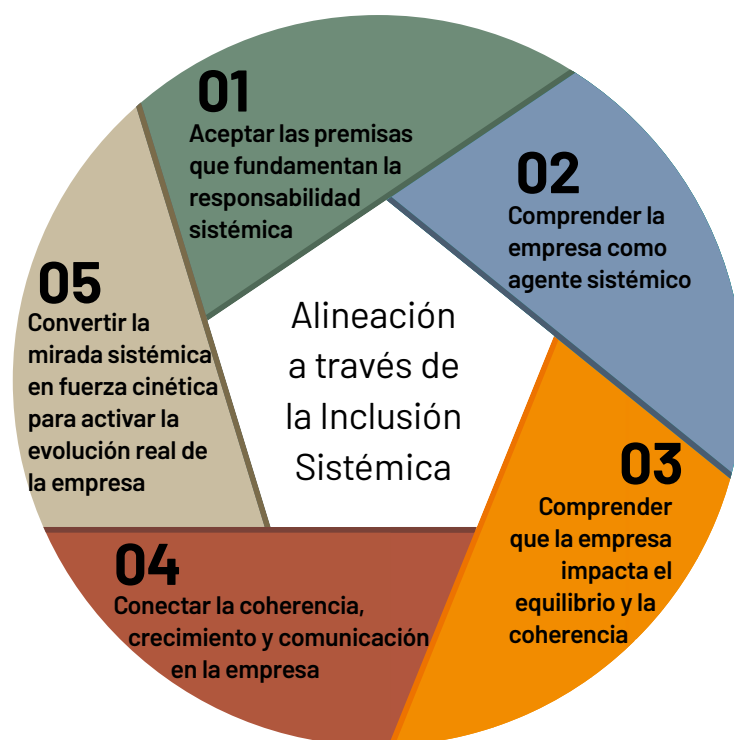 01
Aceptar las premisas
que fundamentan la
responsabilidad
sistémica
02
Comprender la
empresa como
agente sistémico
03
Comprender
que la empresa
impacta el
equilibrio y la
coherencia
04
Conectar la coherencia,
crecimiento y comunicación
en la empresa
05
Convertir la
mirada sistémica
en fuerza cinética
para activar la
evolución real de
la empresa
Alineación
a través de
la Inclusión
Sistémica